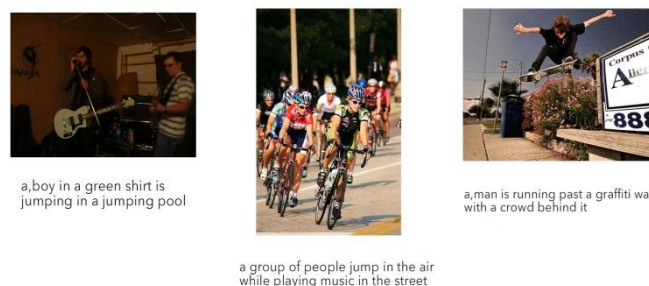 a,boy in a green shirt is
jumping in a jumping pool
a group of people jump in the air
while playing music in the street
Corpus
888
a,man is running past a graffiti wa
with a crowd behind it